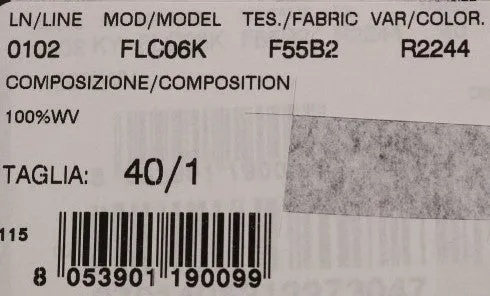 LN/LINE MOD/MODEL TES./FABRIC VAR/COLOR.
0102 FLC06K F55B2 R2244
COMPOSIZIONE/COMPOSITION
100%WV
TAGLIA: 40/1
115
8 053901 190099